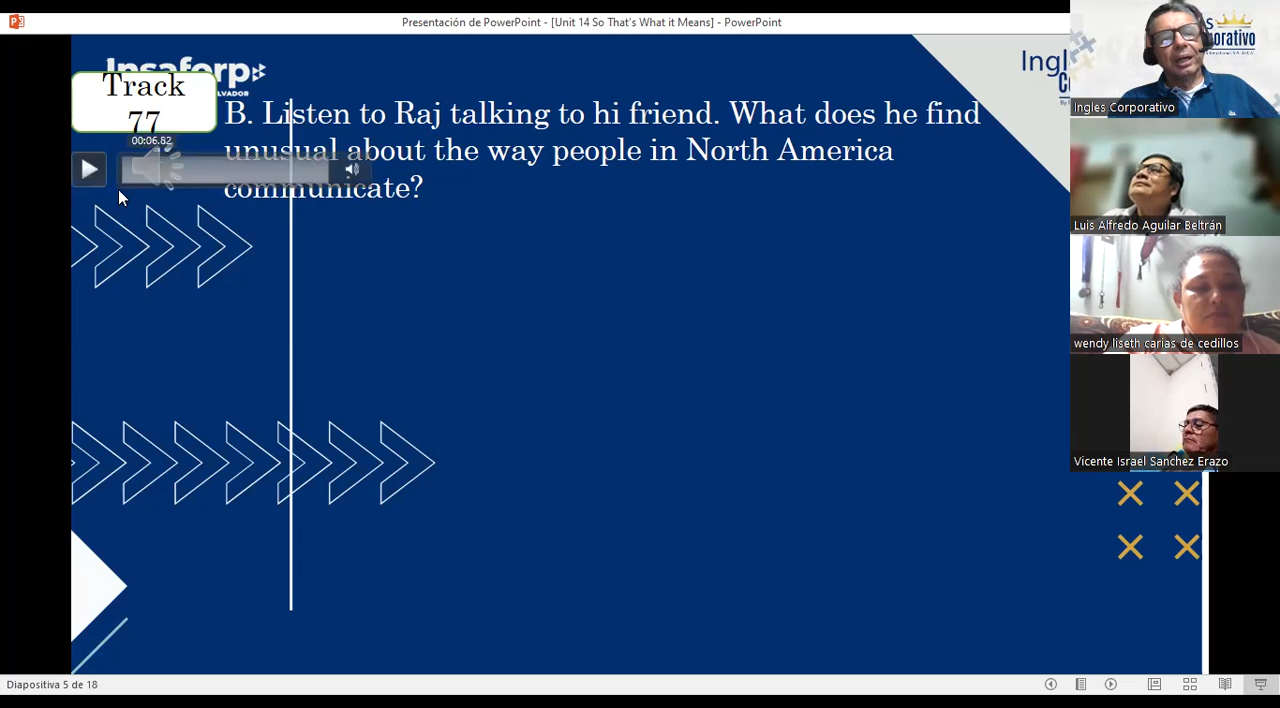 Presentación de PowerPoint - [Unit 14 So That's What it Means] - PowerPoint
Insaforp
Track
77
00:06.82
B. Listen to Raj talking to hi friend. What does he find
unusual about the way people in North America
communicate?
Ingl
Ingles Corporativo
Luis Alfredo Aguilar Beltrán
wendy liseth carias de cedillos
Vicente Israel Sanchez Erazo
Diapositiva 5 de 18